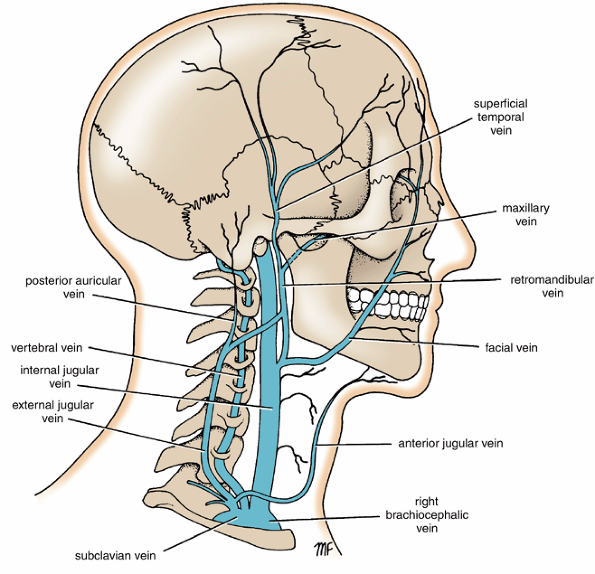 superficial
temporal
vein
maxillary
vein
retromandibular
vein
facial vein
anterior jugular vein
right
brachiocephalic
vein
posterior auricular
vein
vertebral vein
internal jugular
vein
external jugular
vein
subclavian vein
MF